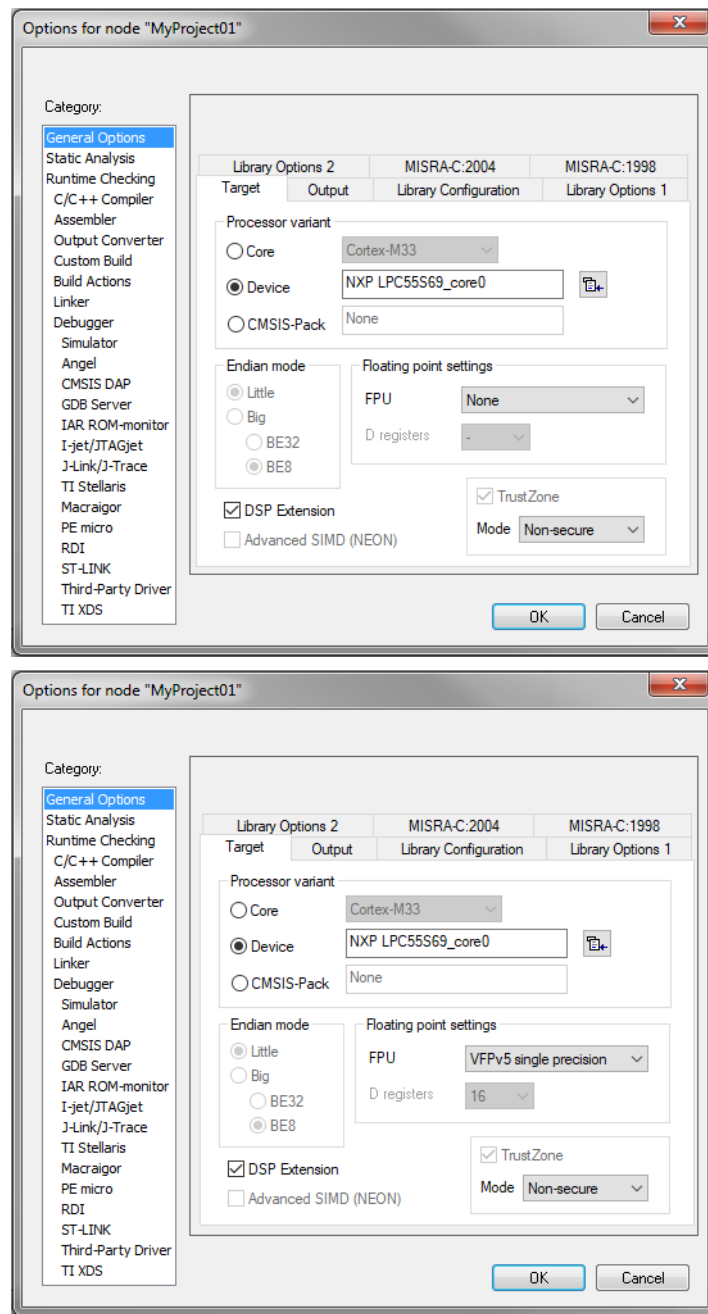 Options for node "MyProject01"
x
Category:
General Options
Static Analysis
Runtime Checking
C/C++ Compiler
Assembler
Output Converter
Custom Build
Build Actions
Linker
Debugger
Simulator
Angel
CMSIS DAP
GDB Server
IAR ROM-monitor
I-jet/JTAGjet
J-Link/J-Trace
TI Stellaris
Macraigor
PE micro
RDI
ST-LINK
Third-Party Driver
TI XDS
Library Options 2 MISRA-C:2004 MISRA-C:1998
Target Output Library Configuration Library Options 1
Processor variant
Core Cortex-M33
Device NXP LPC55S69_core0
CMSIS-Pack None
Endian mode
Little
Big
BE32
BE8
Floating point settings
FPU None
D registers -
DSP Extension
Advanced SIMD (NEON)
TrustZone
Mode Non-secure
OK Cancel
Options for node "MyProject01"
x
Category:
General Options
Static Analysis
Runtime Checking
C/C++ Compiler
Assembler
Output Converter
Custom Build
Build Actions
Linker
Debugger
Simulator
Angel
CMSIS DAP
GDB Server
IAR ROM-monitor
I-jet/JTAGjet
J-Link/J-Trace
TI Stellaris
Macraigor
PE micro
RDI
ST-LINK
Third-Party Driver
TI XDS
Library Options 2 MISRA-C:2004 MISRA-C:1998
Target Output Library Configuration Library Options 1
Processor variant
Core Cortex-M33
Device NXP LPC55S69_core0
CMSIS-Pack None
Endian mode
Little
Big
BE32
BE8
Floating point settings
FPU VFPv5 single precision
D registers 16
DSP Extension
Advanced SIMD (NEON)
TrustZone
Mode Non-secure
OK Cancel